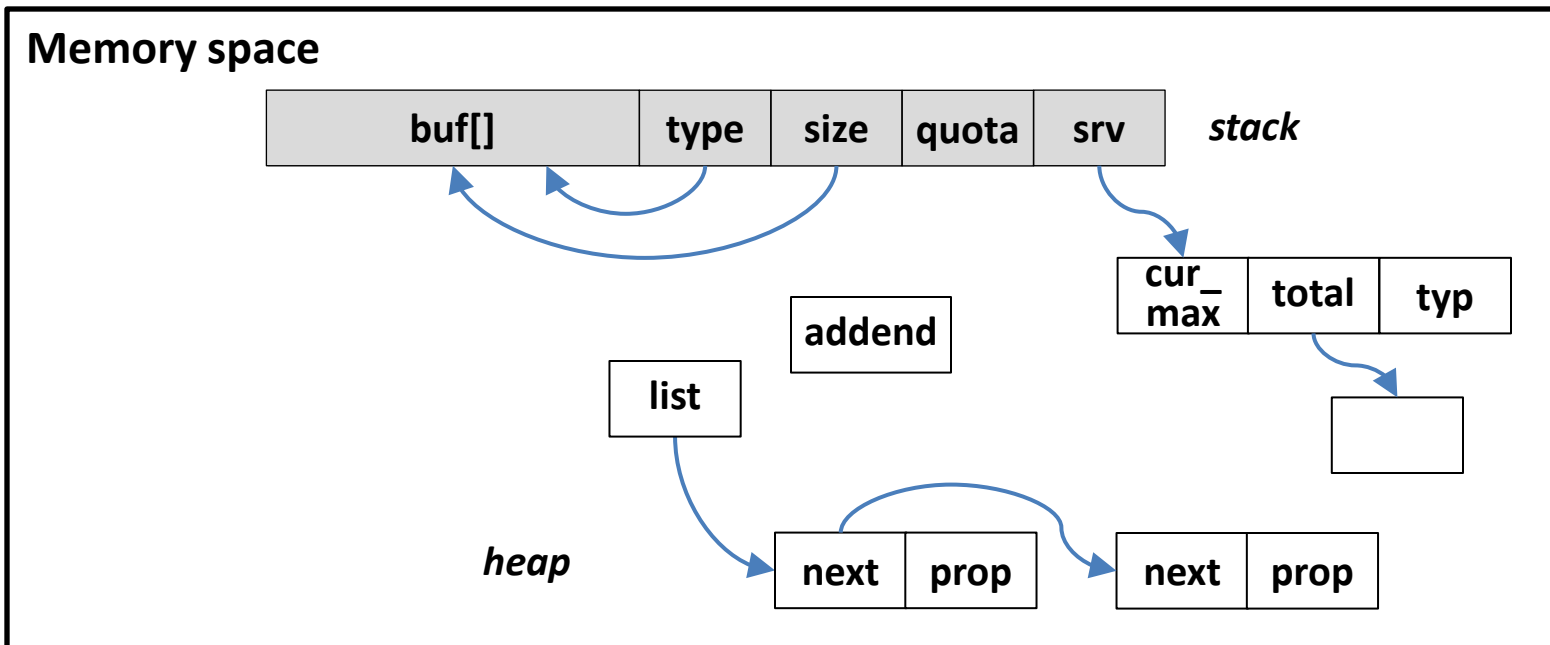 Memory space
buf[] type size quota srv stack
cur_
max total typ
addend
list
heap next prop next prop